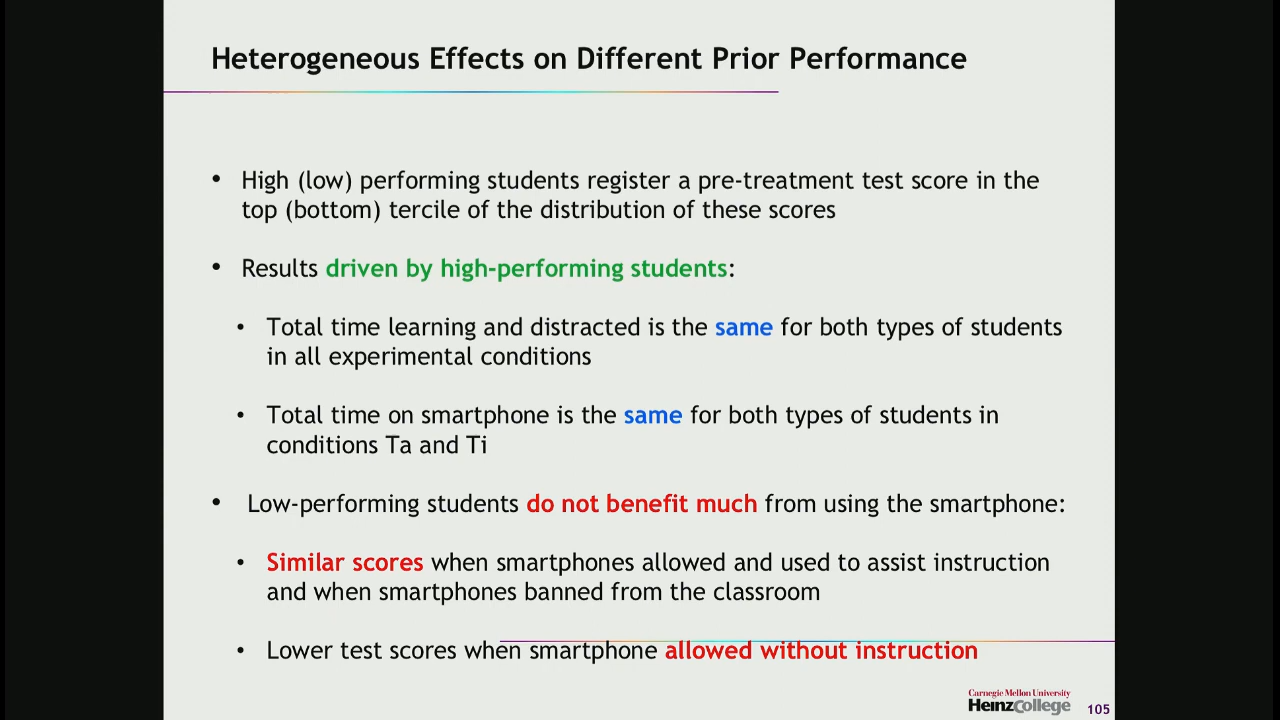 Heterogeneous Effects on Different Prior Performance
• High (low) performing students register a pre-treatment test score in the
top (bottom) tercile of the distribution of these scores
• Results driven by high-performing students:
• Total time learning and distracted is the same for both types of students
in all experimental conditions
• Total time on smartphone is the same for both types of students in
conditions Ta and Ti
• Low-performing students do not benefit much from using the smartphone:
• Similar scores when smartphones allowed and used to assist instruction
and when smartphones banned from the classroom
• Lower test scores when smartphone allowed without instruction
Carnegie Mellon University
HeinzCollege
105